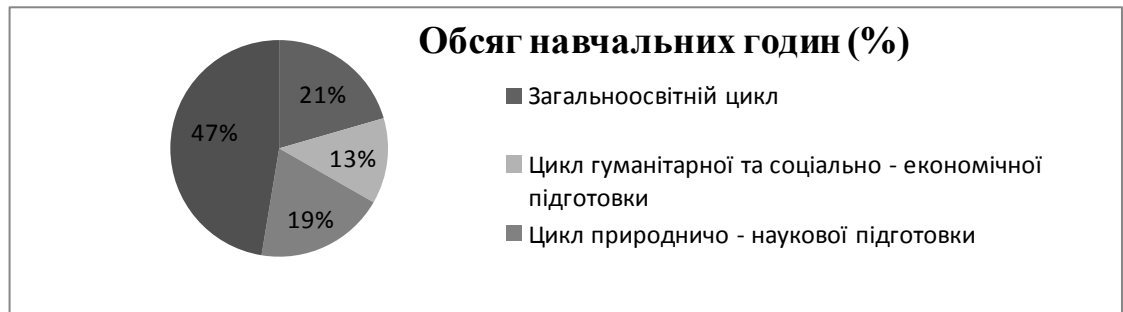 Обсяг навчальних годин (%)
21%
47%
13%
19%
Загальноосвітній цикл
Цикл гуманітарної та соціально - економічної
підготовки
Цикл природничо - наукової підготовки